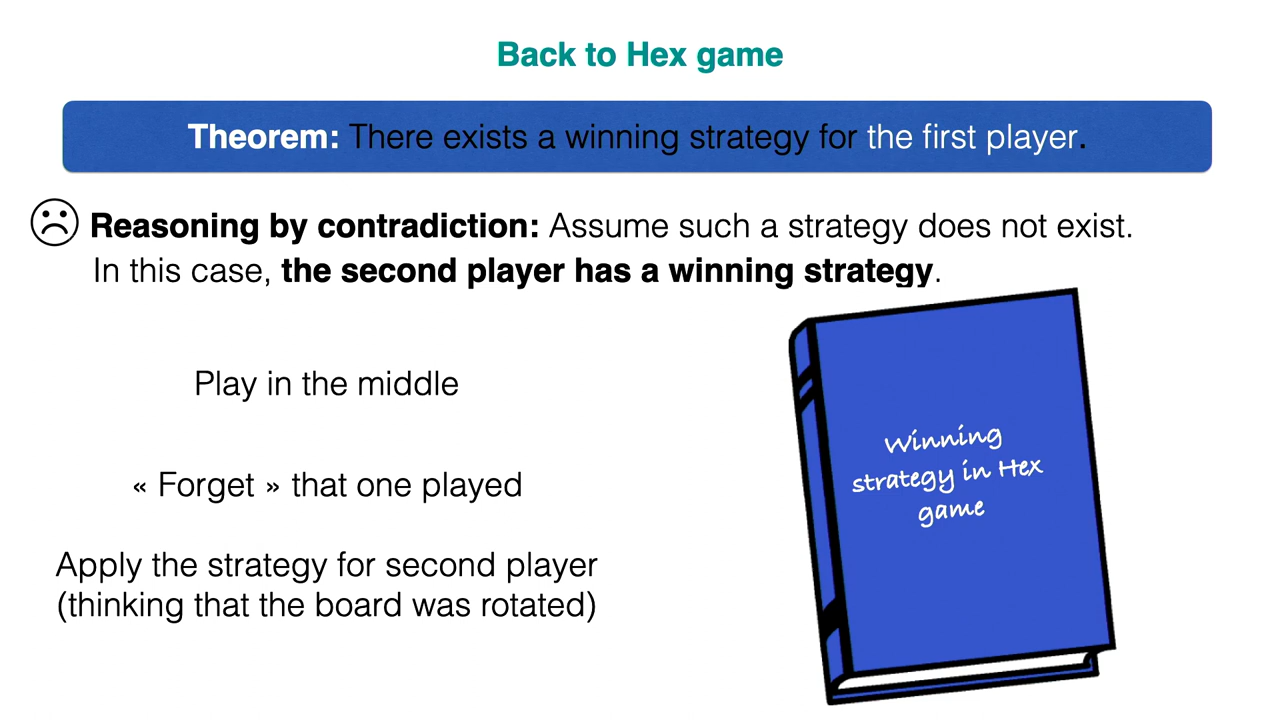 Back to Hex game
Theorem: There exists a winning strategy for the first player.
Reasoning by contradiction: Assume such a strategy does not exist.
In this case, the second player has a winning strategy.
Play in the middle
« Forget » that one played
Apply the strategy for second player
(thinking that the board was rotated)
Winning
strategy in Hex
game